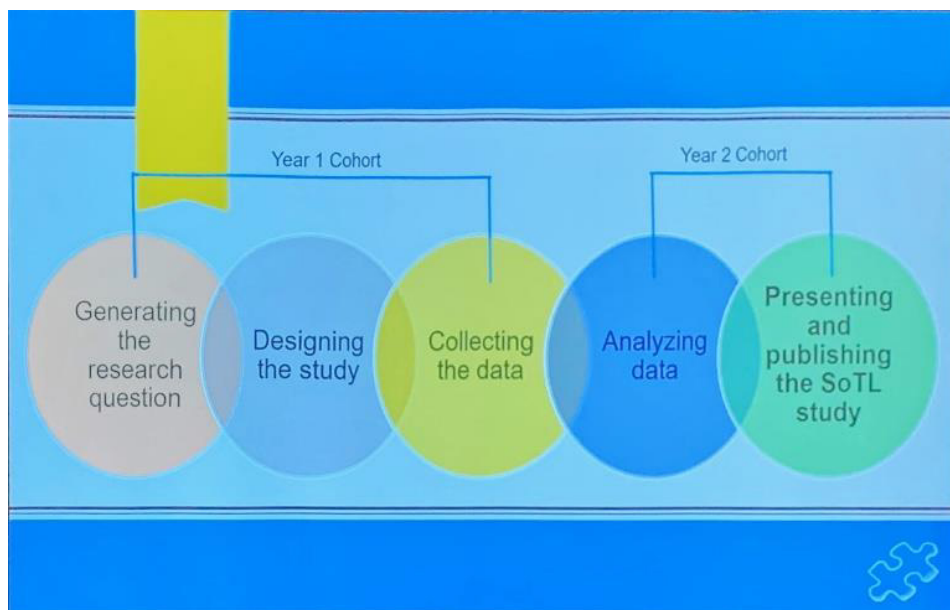 Year 1 Cohort
Year 2 Cohort
Generating
the
research
question
Designing
the study
Collecting
the data
Analyzing
data
Presenting
and
publishing
the SoTL
study